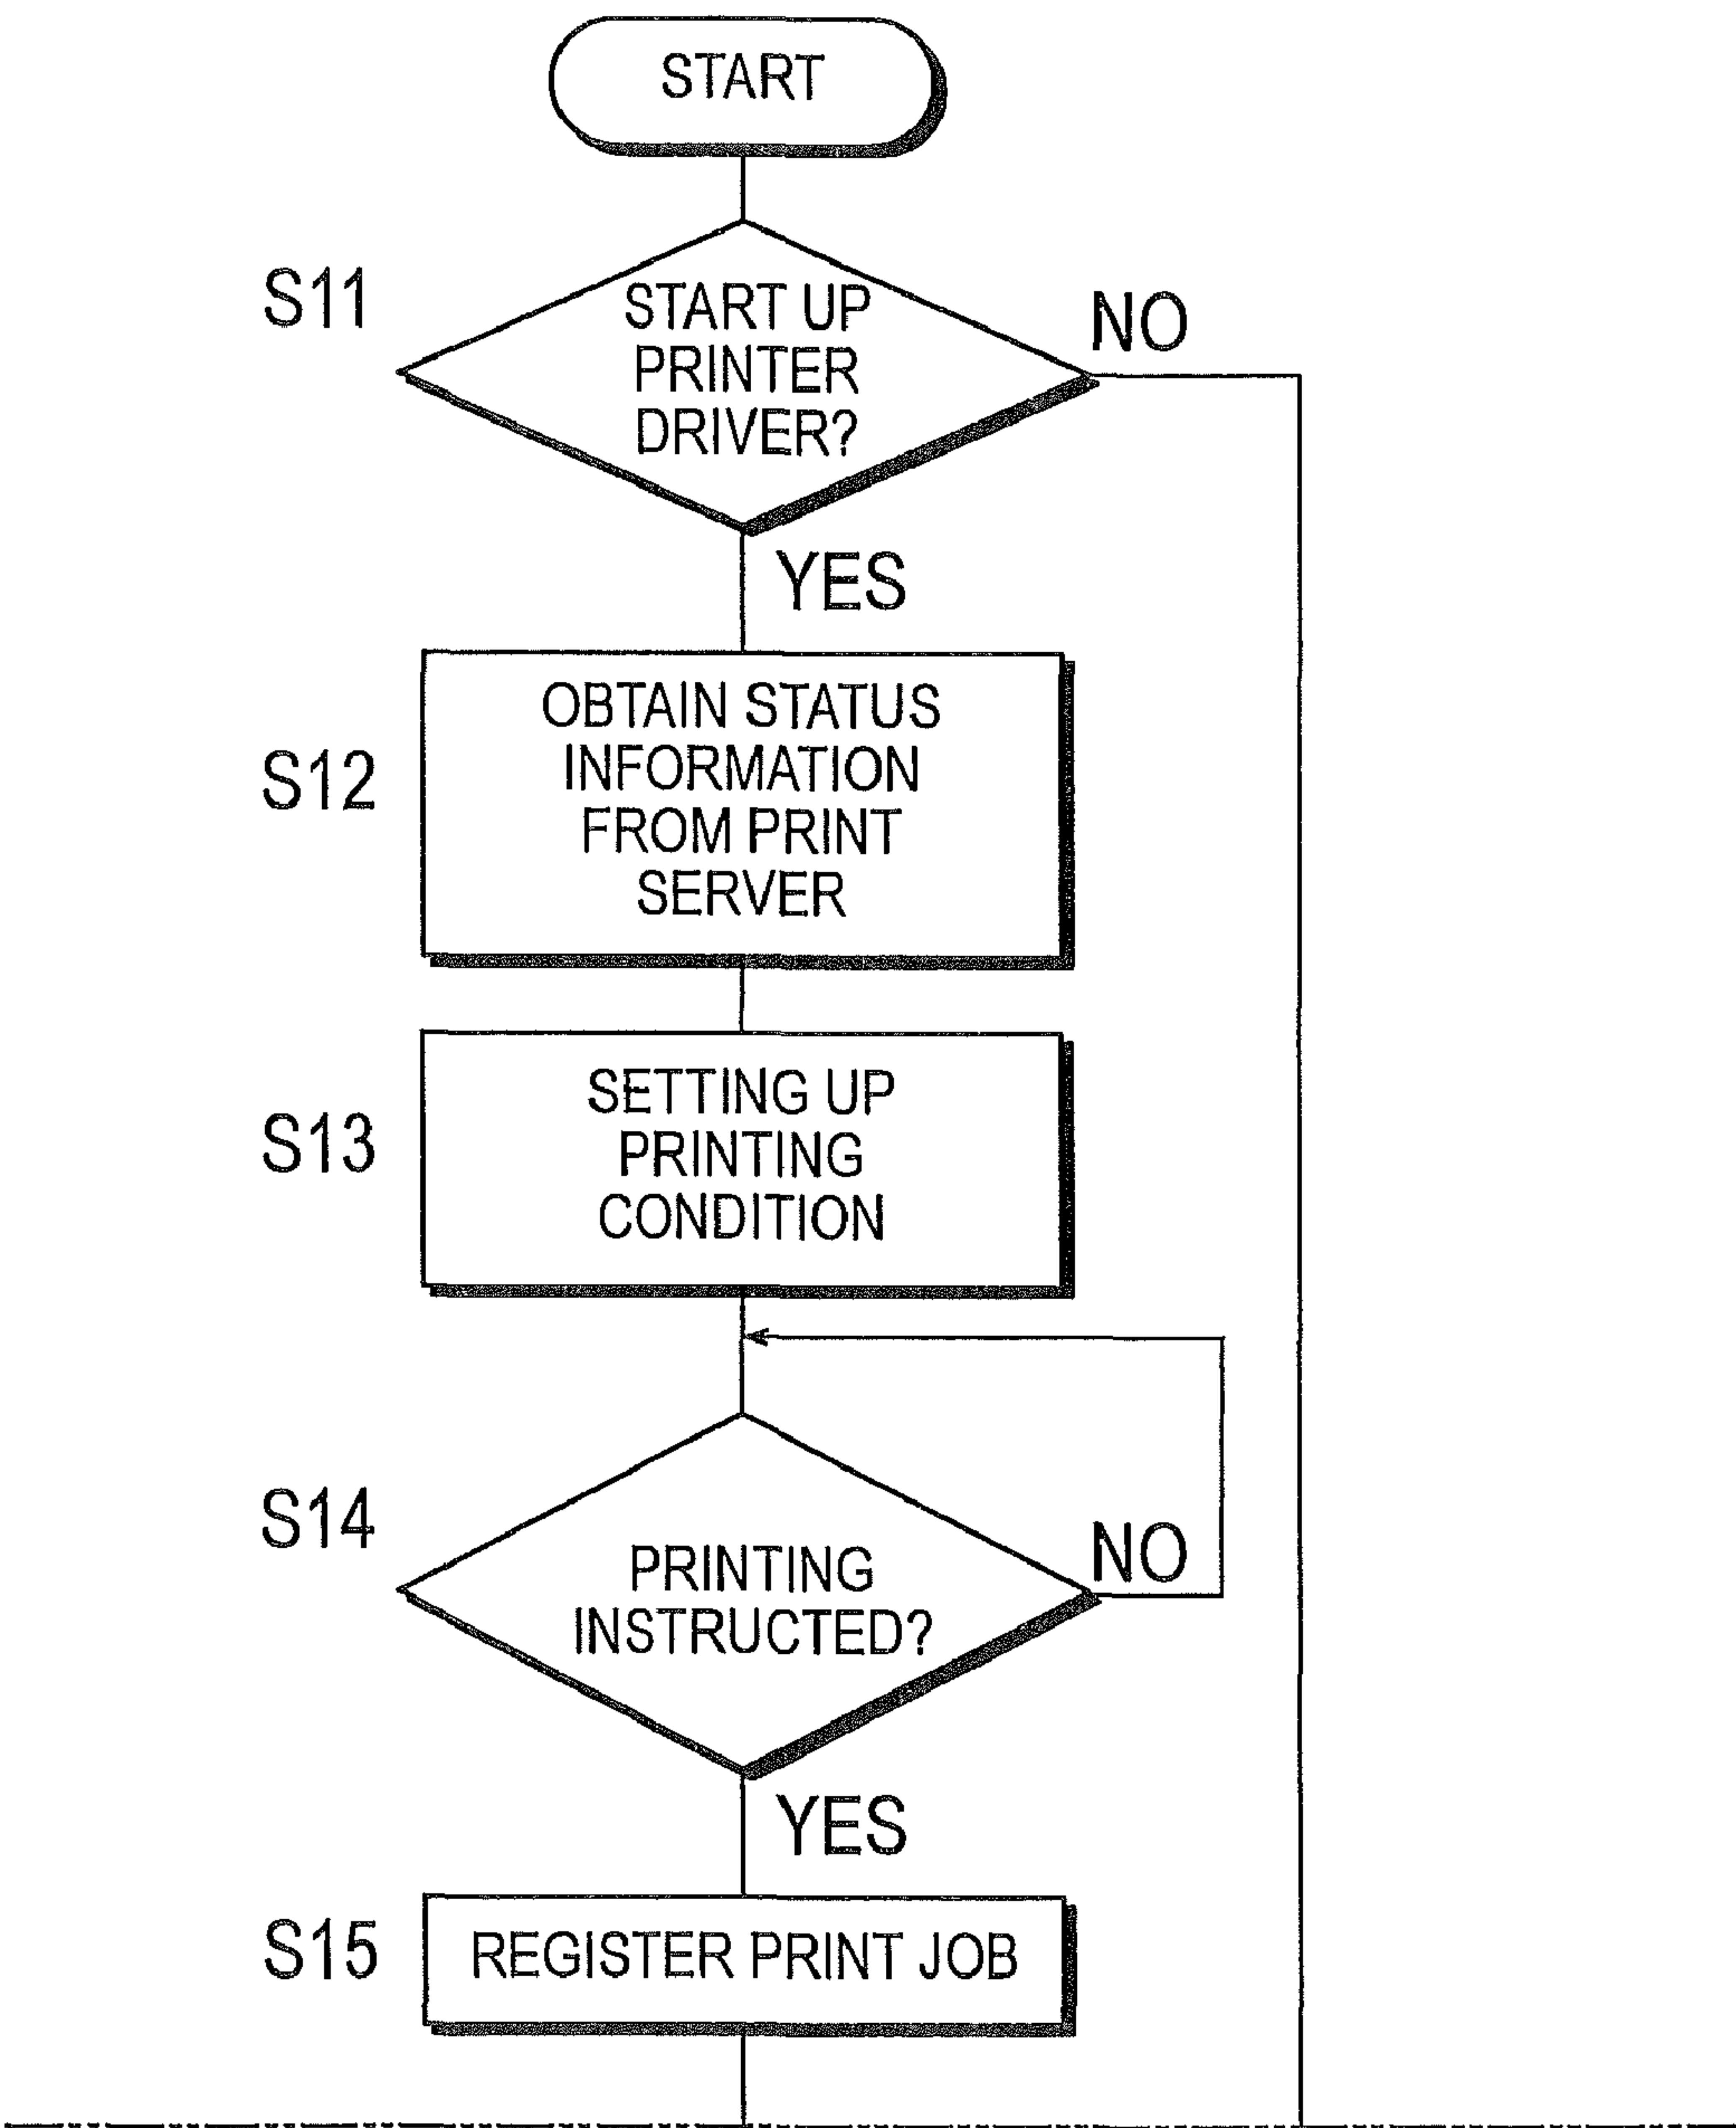 START
S11
START UP
PRINTER
DRIVER?
NO
YES
S12
OBTAIN STATUS
INFORMATION
FROM PRINT
SERVER
S13
SETTING UP
PRINTING
CONDITION
S14
PRINTING
INSTRUCTED?
NO
YES
S15
REGISTER PRINT JOB